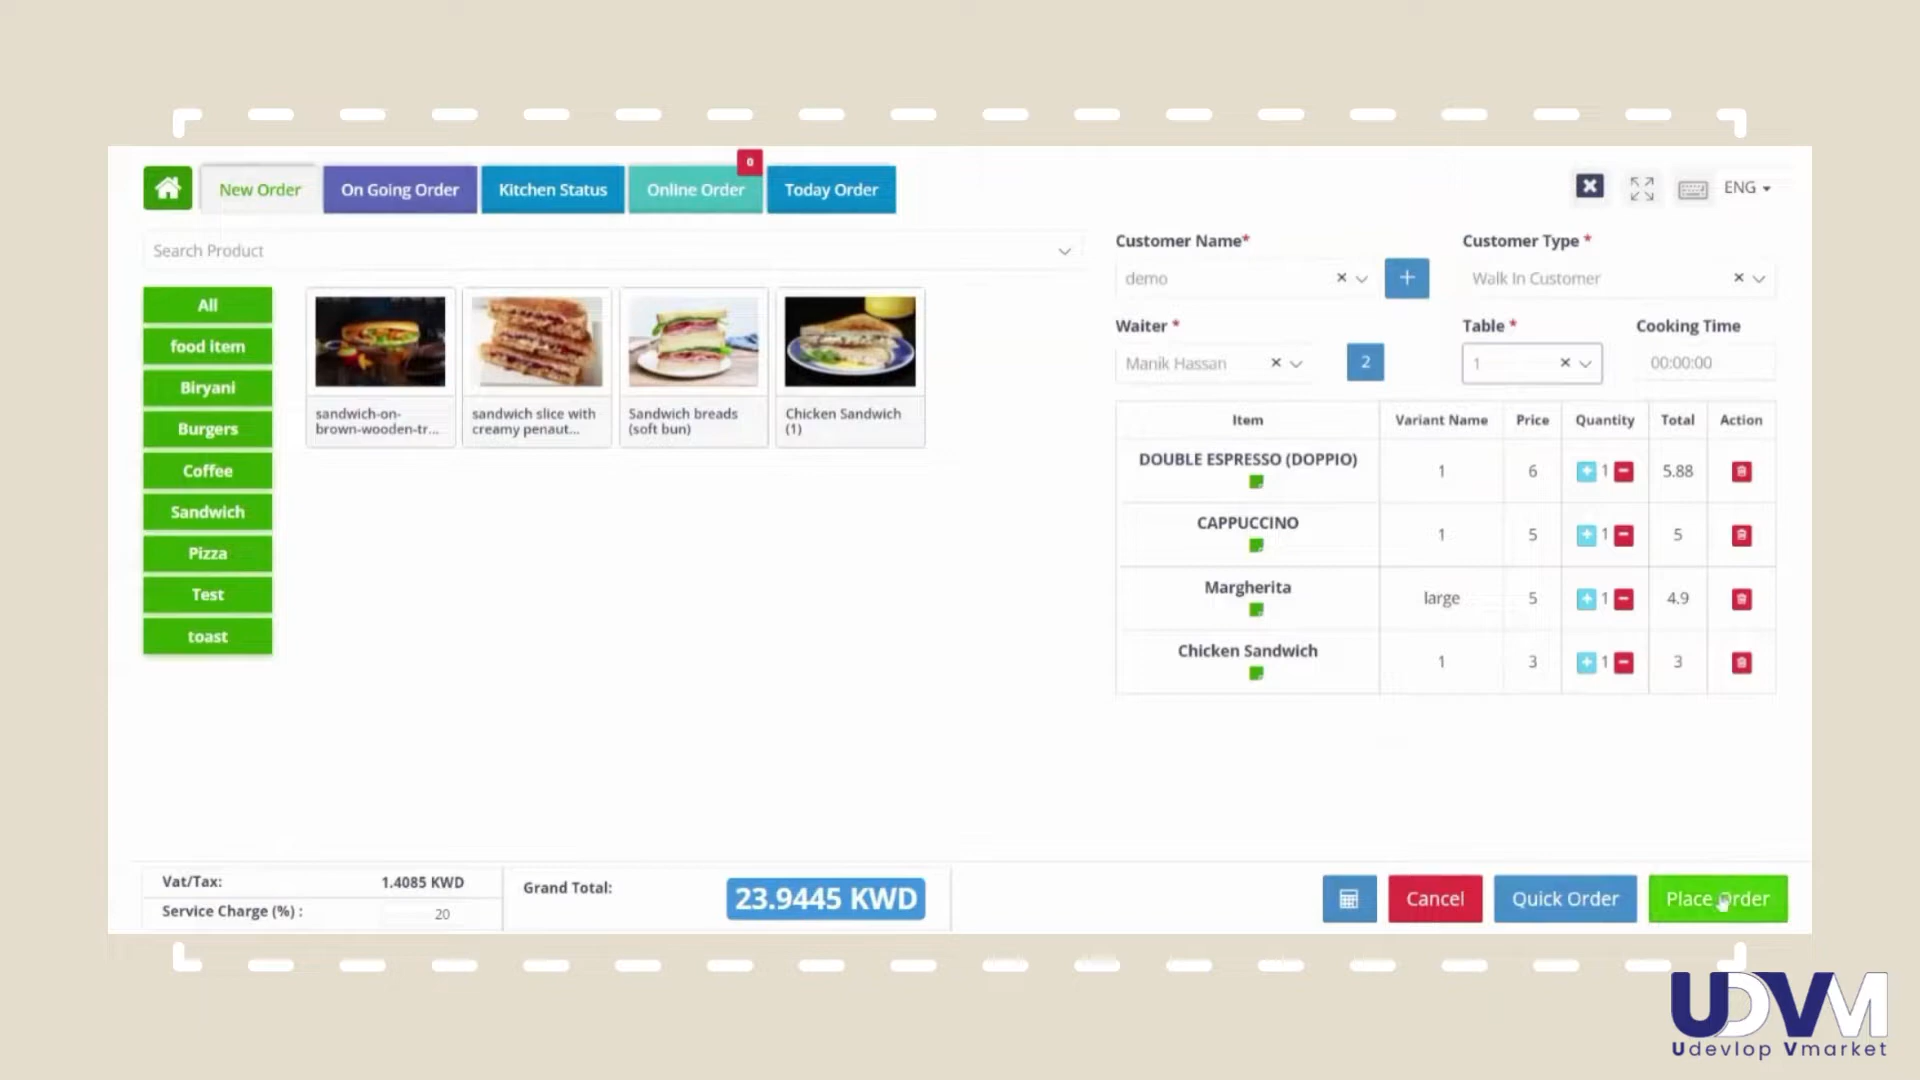 New Order
On Going Order
Kitchen Status
Online Order
0
Today Order
ENG
Search Product
All
food item
Biryani
Burgers
Coffee
Sandwich
Pizza
Test
toast
sandwich-on-
brown-wooden-tr...
sandwich slice with
creamy penaut...
Sandwich breads
(soft bun)
Chicken Sandwich
(1)
Customer Name*
Customer Type *
demo
+
Walk In Customer
Waiter *
Table *
Cooking Time
Manik Hassan
2
1
00:00:00
Item Variant Name Price Quantity Total Action
DOUBLE ESPRESSO (DOPPIO) 1 6 1 5.88
CAPPUCCINO 1 5 1 5
Margherita large 5 1 4.9
Chicken Sandwich 1 3 1 3
Vat/Tax: 1.4085 KWD
Service Charge (%) : 20
Grand Total: 23.9445 KWD
Cancel
Quick Order
Place Order
UDVM
Udevlop Vmarket